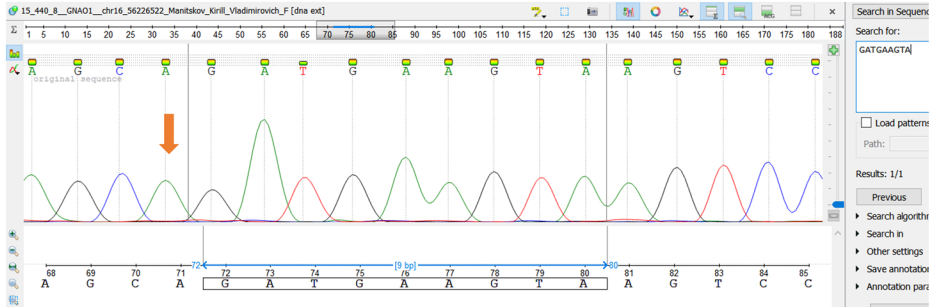 15_440_8__GNAO1__chr16_56226522_Manitskov_Kirill_Vladimirovich_F [dna ext]
Σ
1 5 10 15 20 25 30 35 40 45 50 55 60 65 70 75 80 85 90 95 100 105 110 115 120 125 130 135 140 145 150 155 160 165 170 175 188
A G C A G A T G A A G T A A G T C C
original sequence
72 [9 bp] 80
68 69 70 71 72 73 74 75 76 77 78 79 80 81 82 83 84 85
A G C A G A T G A A G T A A G T C C
Search in Sequenc
Search for:
GATGAAGTA
Load patterns
Path:
Results: 1/1
Previous
Search algorithm
Search in
Other settings
Save annotation
Annotation para